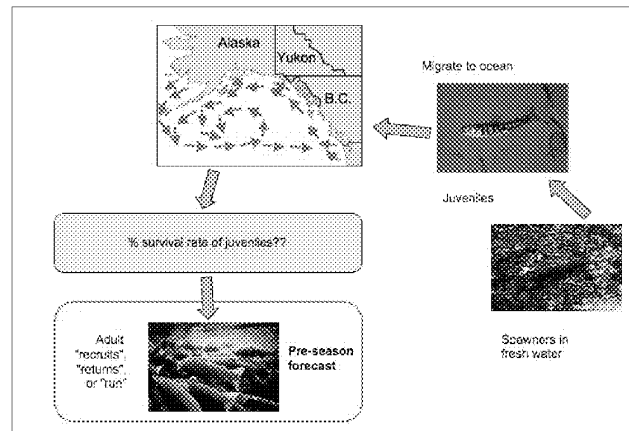 Alaska
Yukon
B.C.
Migrate to ocean
Juveniles
% survival rate of juveniles??
Spawners in
fresh water
Adult
"recruits",
"returns",
or "run"
Pre-season
forecast